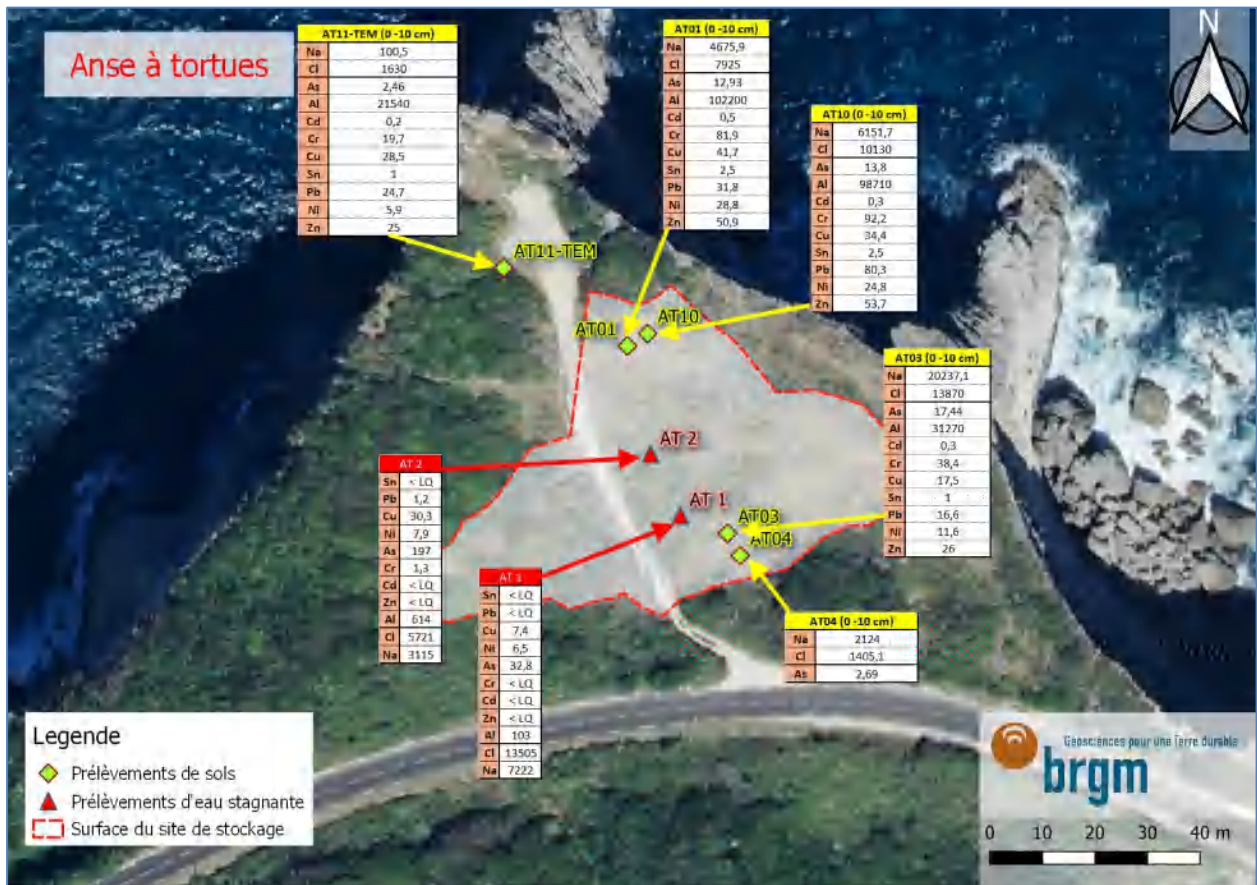 Anse à tortues
N
AT11-TEM (0 -10 cm)
Na 100,5
Cl 1630
As 2,46
Al 21540
Cd 0,2
Cr 19,7
Cu 28,5
Sn 1
Pb 24,7
Ni 5,9
Zn 25
AT01 (0 -10 cm)
Na 4675,9
Cl 7925
As 12,93
Al 102200
Cd 0,5
Cr 81,9
Cu 41,7
Sn 2,5
Pb 31,8
Ni 28,8
Zn 50,9
AT10 (0 -10 cm)
Na 6151,7
Cl 10130
As 13,8
Al 98710
Cd 0,3
Cr 92,2
Cu 34,4
Sn 2,5
Pb 80,3
Ni 24,8
Zn 53,7
AT11-TEM
AT01
AT10
AT03 (0 -10 cm)
Na 20237,1
Cl 13870
As 17,44
Al 31270
Cd 0,3
Cr 38,4
Cu 17,5
Sn 1
Pb 16,6
Ni 11,6
Zn 26
AT 2
AT 1
AT03
AT04
AT 2
Sn < LQ
Pb 1,2
Cu 30,3
Ni 7,9
As 197
Cr 1,3
Cd < LQ
Zn < LQ
Al 614
Cl 5721
Na 3115
AT 1
Sn < LQ
Pb < LQ
Cu 7,4
Ni 6,5
As 32,8
Cr < LQ
Cd < LQ
Zn < LQ
Al 103
Cl 13505
Na 7222
AT04 (0 -10 cm)
Na 2124
Cl 1405,1
As 2,69
Legende
Prélèvements de sols
Prélèvements d'eau stagnante
Surface du site de stockage
Géosciences pour une Terre durable
brgm
0 10 20 30 40 m